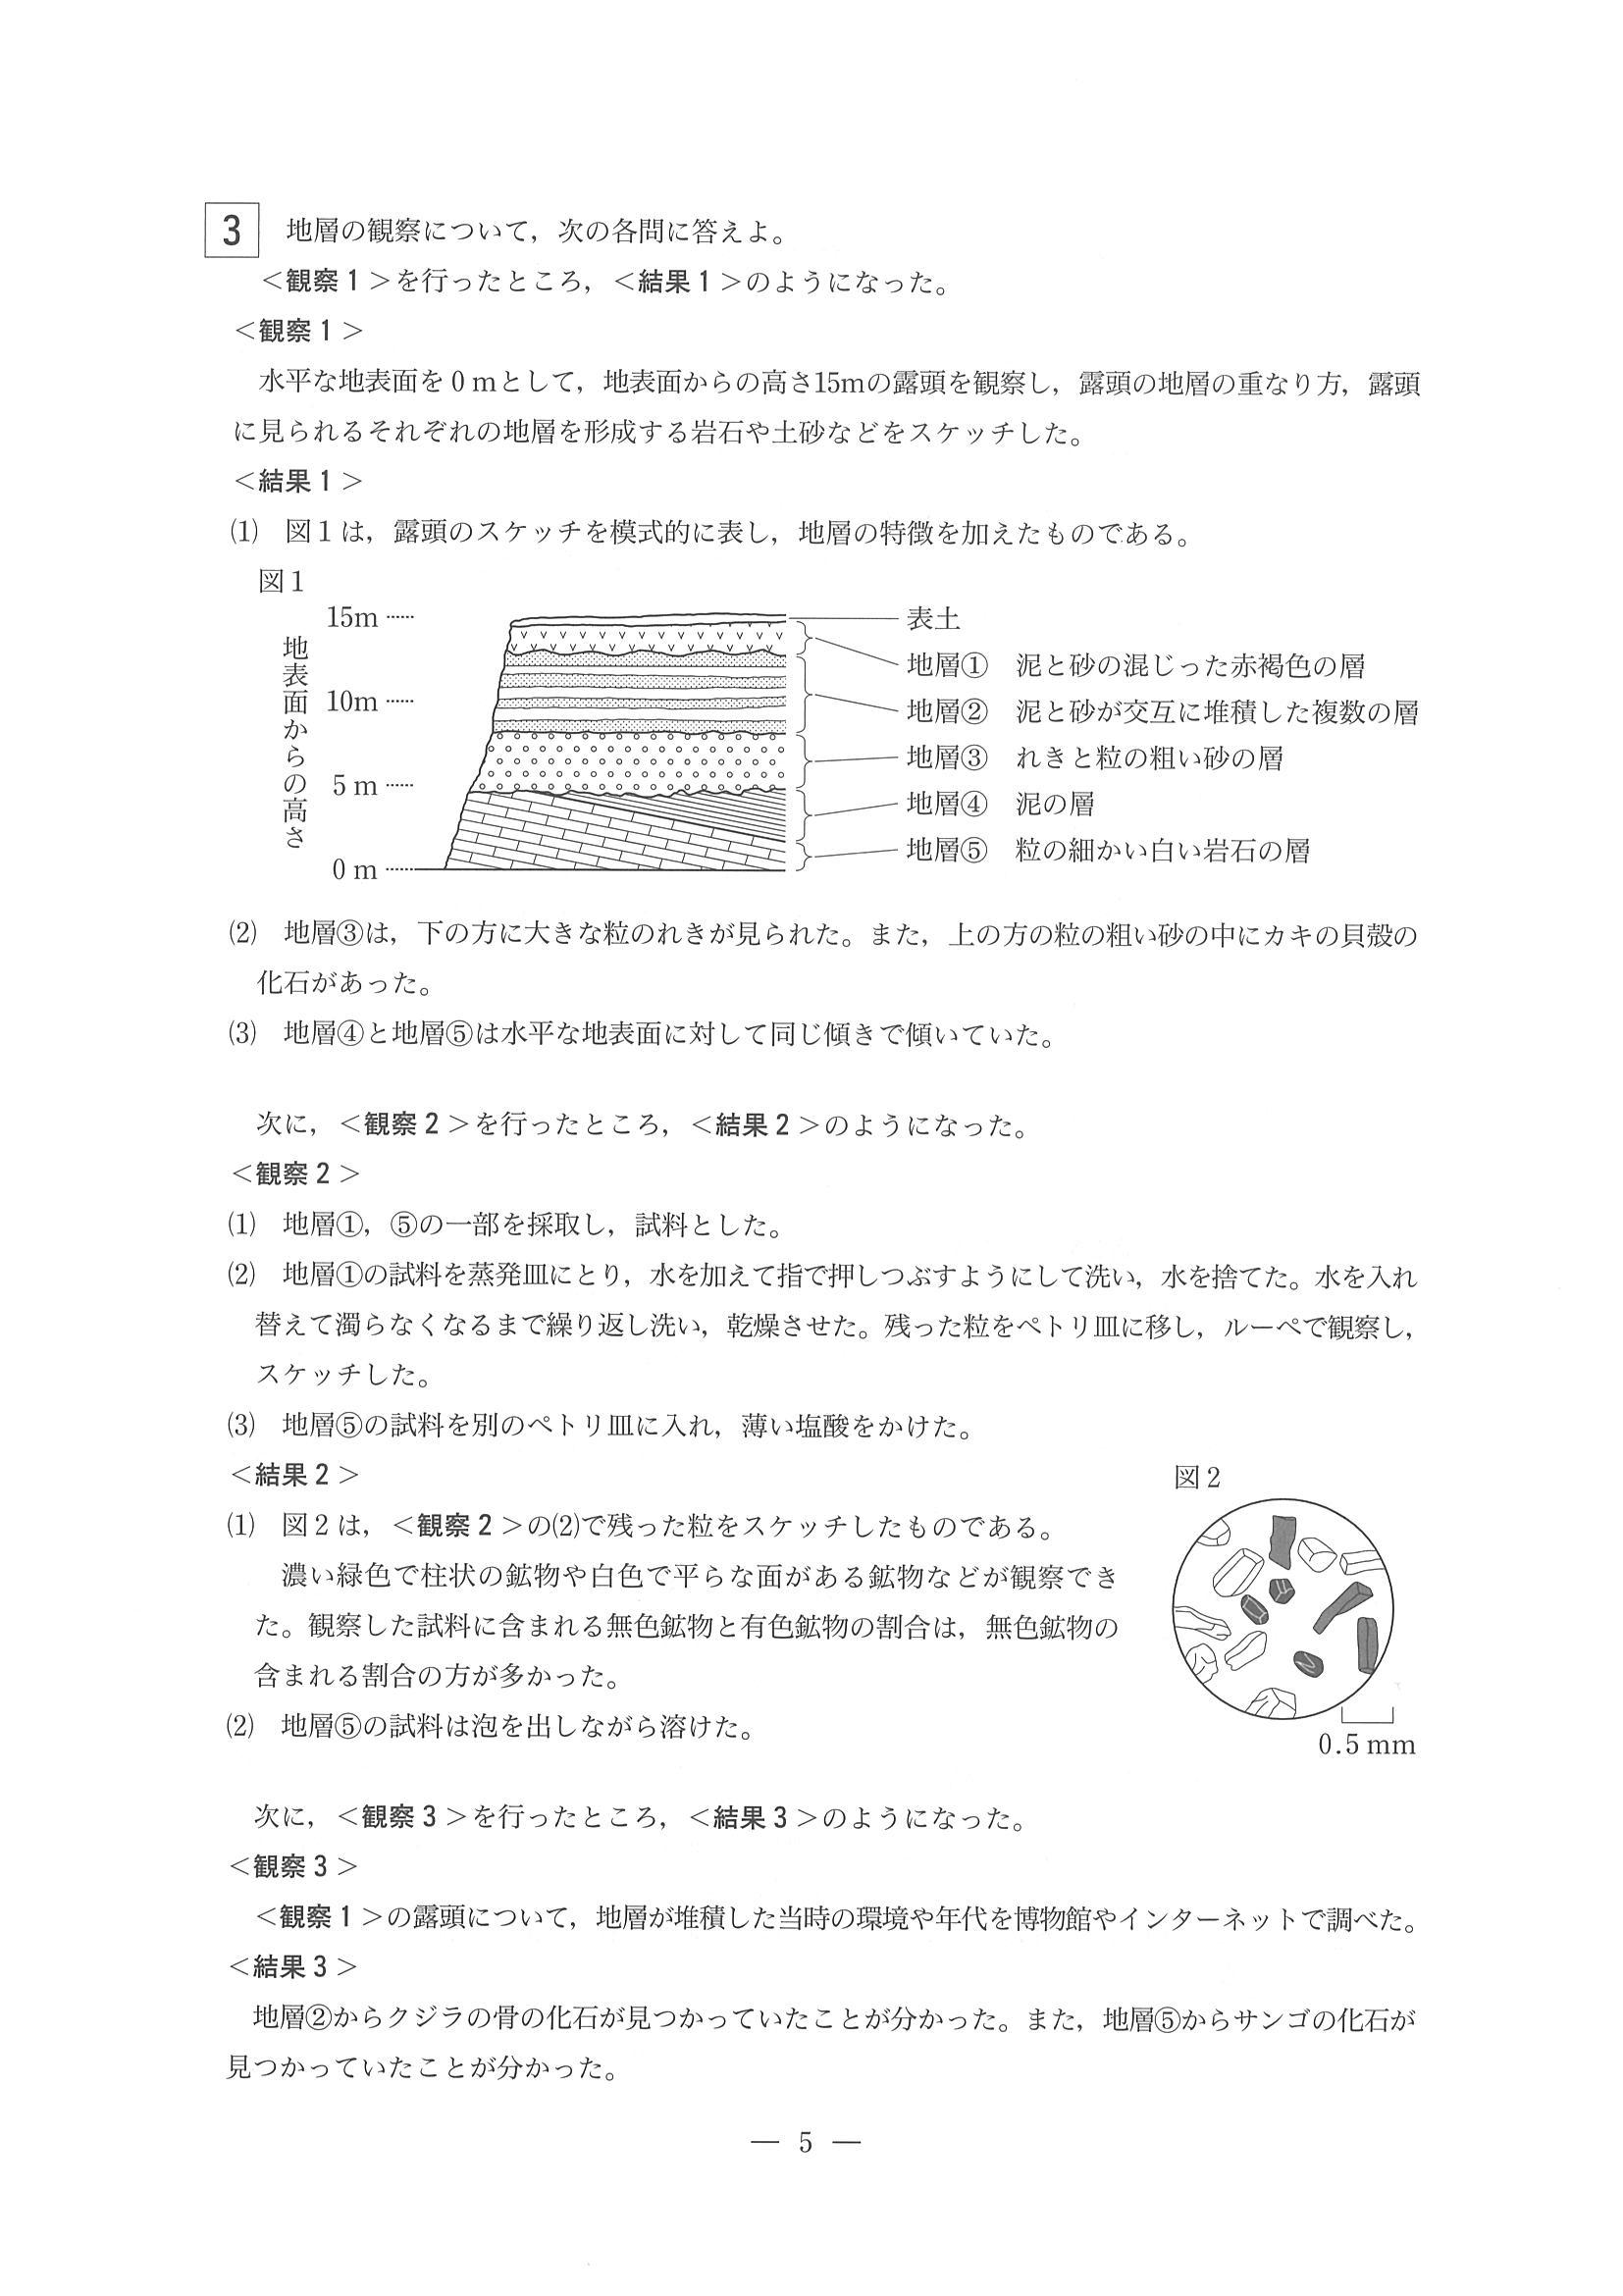 3 地層の観察について，次の各問に答えよ。
＜観察1＞を行ったところ，＜結果1＞のようになった。
＜観察1＞
水平な地表面を0mとして，地表面からの高さ15mの露頭を観察し，露頭の地層の重なり方，露頭
に見られるそれぞれの地層を形成する岩石や土砂などをスケッチした。
＜結果1＞
(1) 図1は，露頭のスケッチを模式的に表し，地層の特徴を加えたものである。
図1
地表面からの高さ
15m
10m
5m
0m
表土
地層① 泥と砂の混じった赤褐色の層
地層② 泥と砂が交互に堆積した複数の層
地層③ れきと粒の粗い砂の層
地層④ 泥の層
地層⑤ 粒の細かい白い岩石の層
(2) 地層③は，下の方に大きな粒のれきが見られた。また，上の方の粒の粗い砂の中にカキの貝殻の
化石があった。
(3) 地層④と地層⑤は水平な地表面に対して同じ傾きで傾いていた。
次に，＜観察2＞を行ったところ，＜結果2＞のようになった。
＜観察2＞
(1) 地層①，⑤の一部を採取し，試料とした。
(2) 地層①の試料を蒸発皿にとり，水を加えて指で押しつぶすようにして洗い，水を捨てた。水を入れ
替えて濁らなくなるまで繰り返し洗い，乾燥させた。残った粒をペトリ皿に移し，ルーペで観察し，
スケッチした。
(3) 地層⑤の試料を別のペトリ皿に入れ，薄い塩酸をかけた。
＜結果2＞
(1) 図2は，＜観察2＞の(2)で残った粒をスケッチしたものである。
濃い緑色で柱状の鉱物や白色で平らな面がある鉱物などが観察でき
た。観察した試料に含まれる無色鉱物と有色鉱物の割合は，無色鉱物の
含まれる割合の方が多かった。
(2) 地層⑤の試料は泡を出しながら溶けた。
図2
0.5 mm
次に，＜観察3＞を行ったところ，＜結果3＞のようになった。
＜観察3＞
＜観察1＞の露頭について，地層が堆積した当時の環境や年代を博物館やインターネットで調べた。
＜結果3＞
地層②からクジラの骨の化石が見つかっていたことが分かった。また，地層⑤からサンゴの化石が
見つかっていたことが分かった。
— 5 —